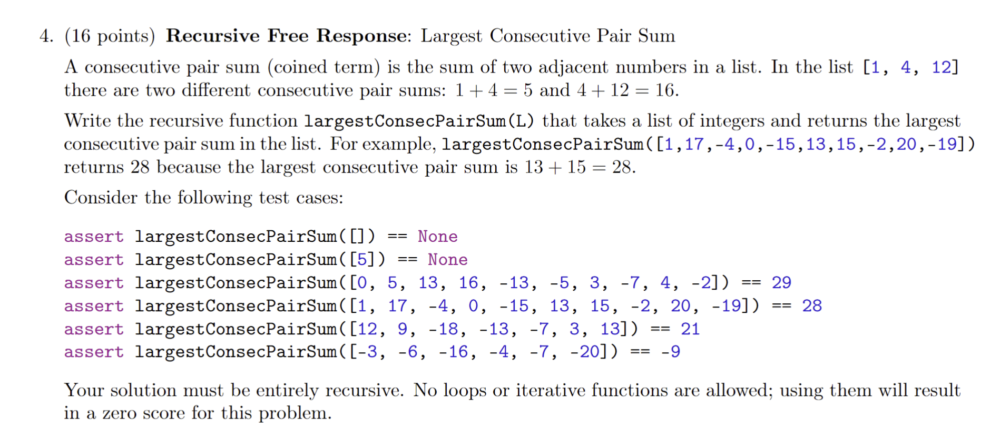 4. (16 points) Recursive Free Response: Largest Consecutive Pair Sum
A consecutive pair sum (coined term) is the sum of two adjacent numbers in a list. In the list [1, 4, 12]
there are two different consecutive pair sums: 1 + 4 = 5 and 4 + 12 = 16.
Write the recursive function largestConsecPairSum(L) that takes a list of integers and returns the largest
consecutive pair sum in the list. For example, largestConsecPairSum([1,17,-4,0,-15,13,15,-2,20,-19])
returns 28 because the largest consecutive pair sum is 13 + 15 = 28.
Consider the following test cases:
assert largestConsecPairSum([]) == None
assert largestConsecPairSum([5]) == None
assert largestConsecPairSum([0, 5, 13, 16, -13, -5, 3, -7, 4, -2]) == 29
assert largestConsecPairSum([1, 17, -4, 0, -15, 13, 15, -2, 20, -19]) == 28
assert largestConsecPairSum([12, 9, -18, -13, -7, 3, 13]) == 21
assert largestConsecPairSum([-3, -6, -16, -4, -7, -20]) == -9
Your solution must be entirely recursive. No loops or iterative functions are allowed; using them will result
in a zero score for this problem.